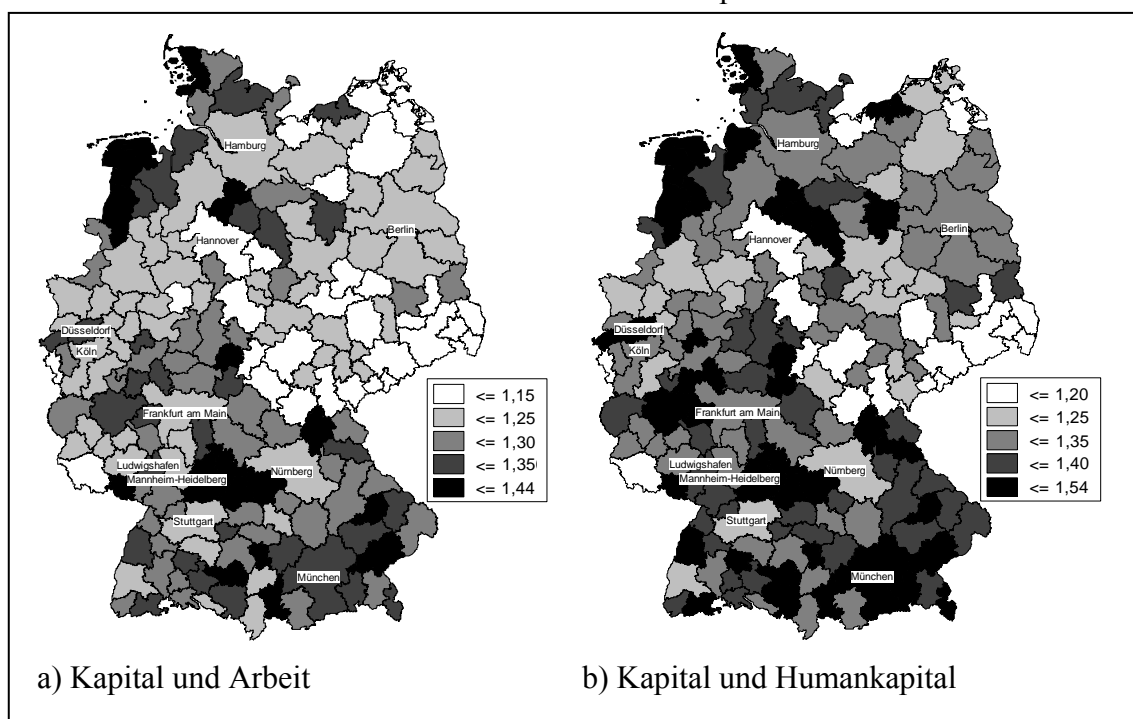 Hamburg
Berlin
Hannover
Düsseldorf
Köln
Frankfurt am Main
Ludwigshafen
Mannheim-Heidelberg
Nürnberg
Stuttgart
München
<= 1,15
<= 1,25
<= 1,30
<= 1,35
<= 1,44
a) Kapital und Arbeit
Hamburg
Berlin
Hannover
Düsseldorf
Köln
Frankfurt am Main
Ludwigshafen
Mannheim-Heidelberg
Nürnberg
Stuttgart
München
<= 1,20
<= 1,25
<= 1,35
<= 1,40
<= 1,54
b) Kapital und Humankapital